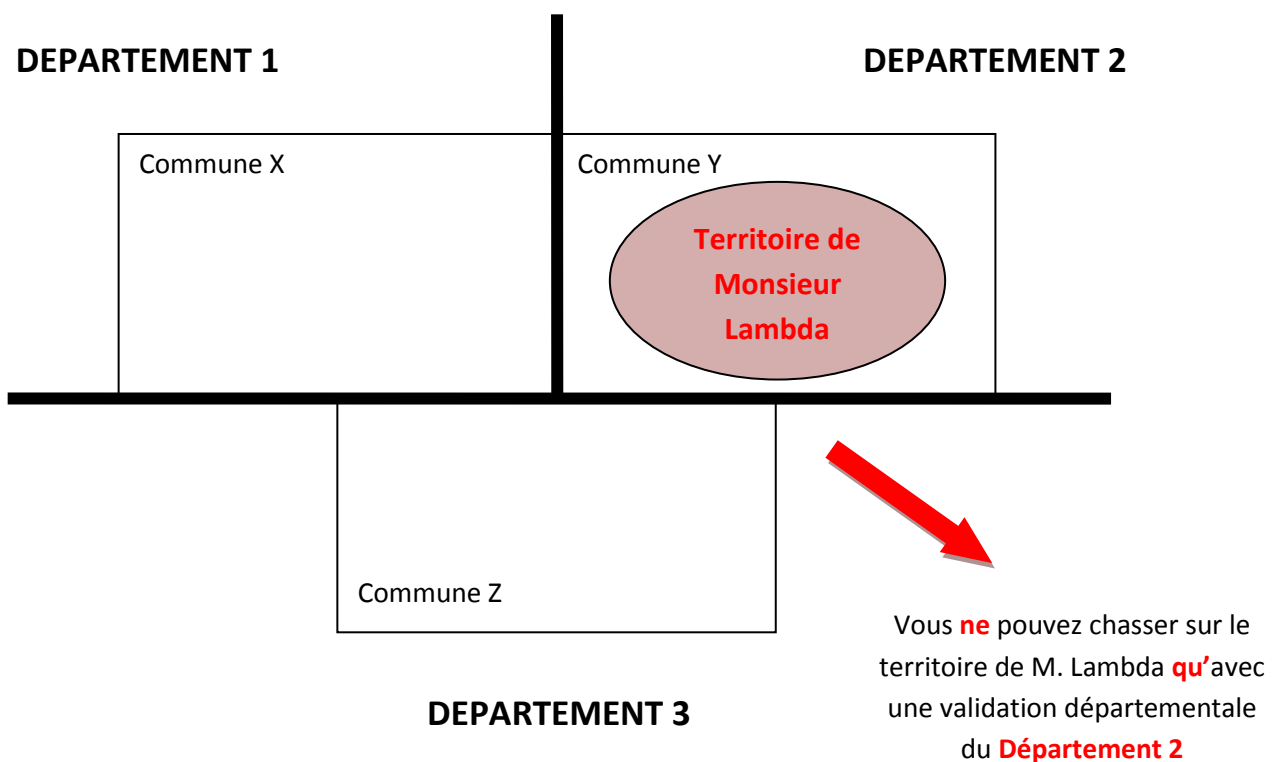 DEPARTEMENT 1
DEPARTEMENT 2
Commune X
Commune Y
Territoire de
Monsieur
Lambda
Commune Z
Vous ne pouvez chasser sur le
territoire de M. Lambda qu’avec
une validation départementale
du Département 2
DEPARTEMENT 3